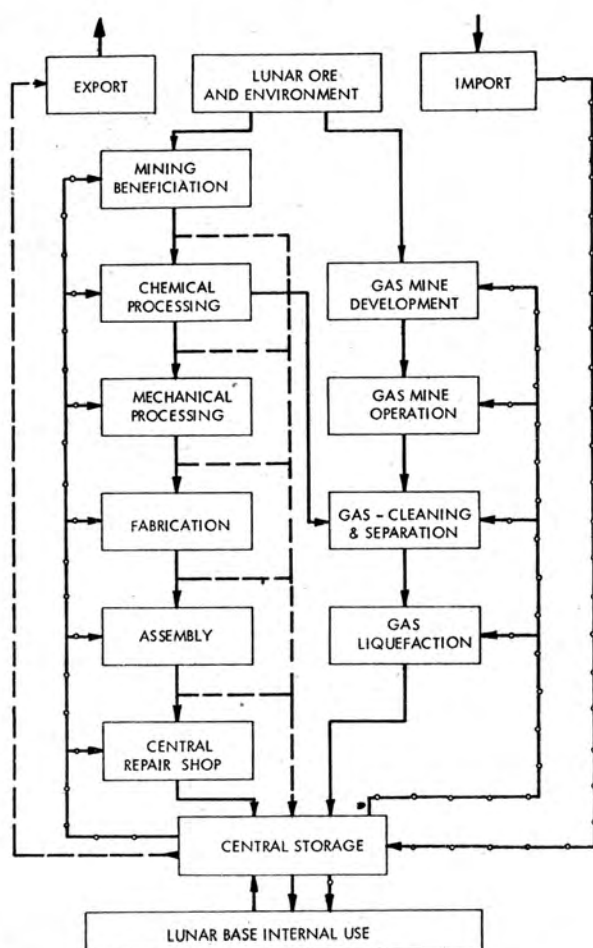 EXPORT
LUNAR ORE
AND ENVIRONMENT
IMPORT
MINING
BENEFICIATION
CHEMICAL
PROCESSING
GAS MINE
DEVELOPMENT
MECHANICAL
PROCESSING
GAS MINE
OPERATION
FABRICATION
GAS - CLEANING
& SEPARATION
ASSEMBLY
GAS
LIQUEFACTION
CENTRAL
REPAIR SHOP
CENTRAL STORAGE
LUNAR BASE INTERNAL USE